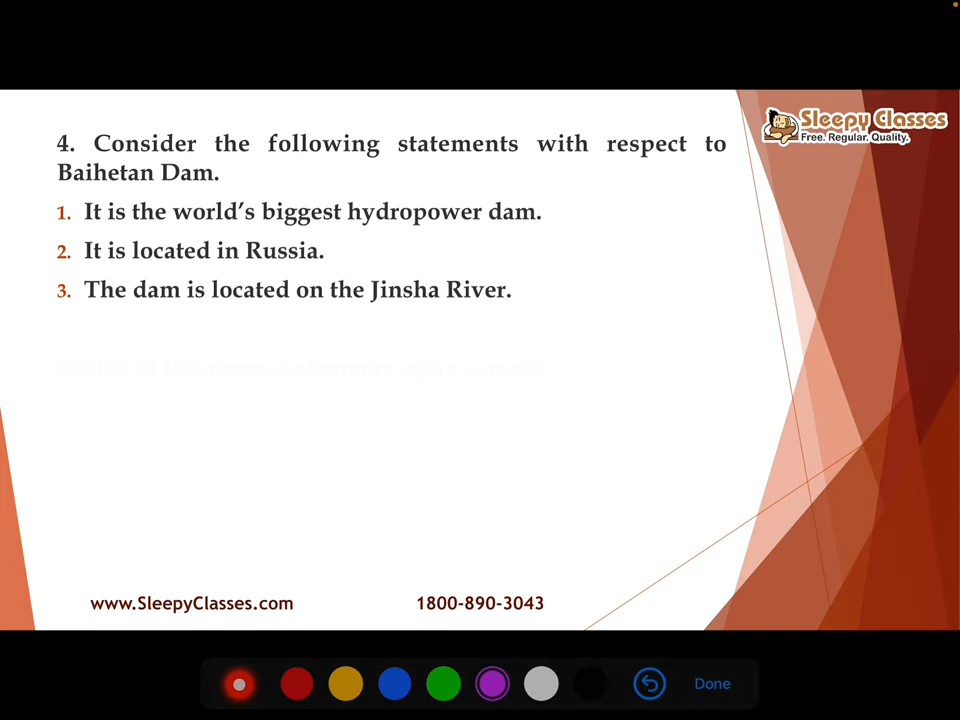 Sleepy Classes
Free. Regular. Quality.
4. Consider the following statements with respect to
Baihetan Dam.
1. It is the world's biggest hydropower dam.
2. It is located in Russia.
3. The dam is located on the Jinsha River.
www.SleepyClasses.com 1800-890-3043
Done